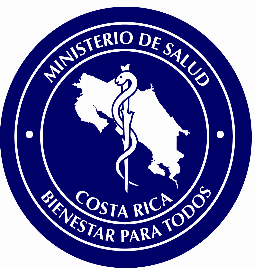 MINISTERIO DE SALUD
COSTA RICA
BIENESTAR PARA TODOS